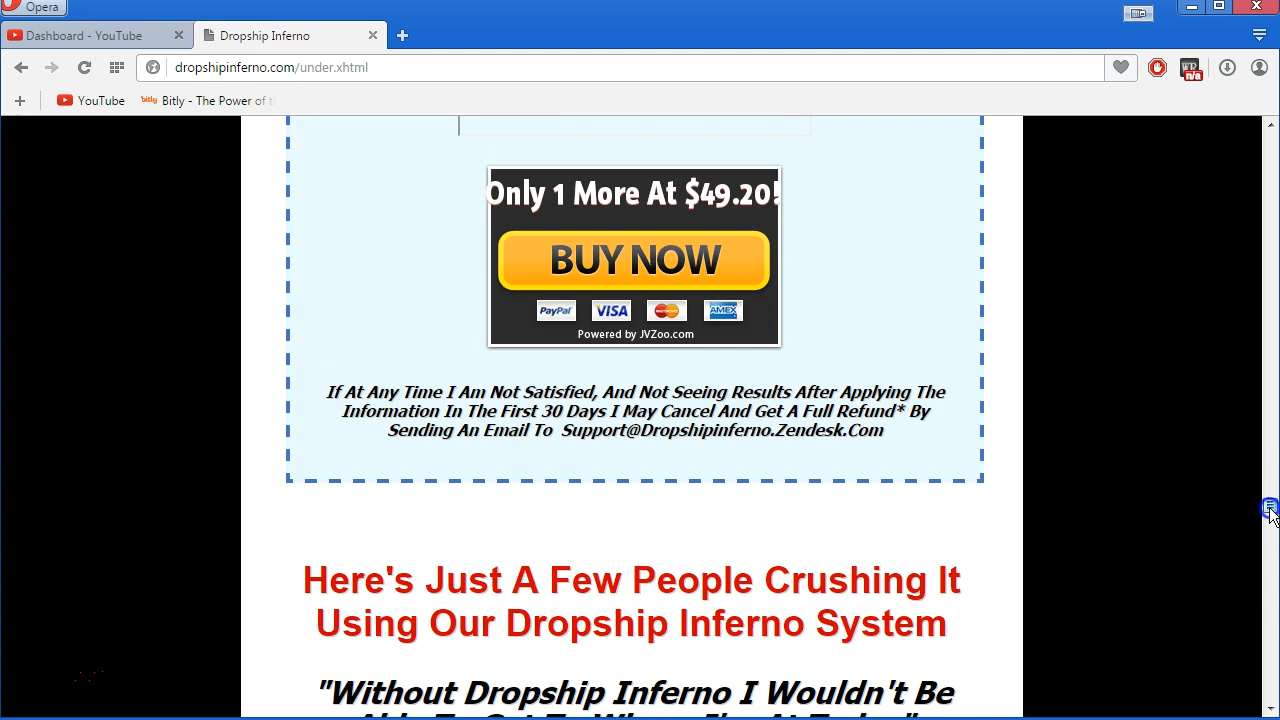 Opera
Dashboard - YouTube
Dropship Inferno
dropshipinferno.com/under.xhtml
n/a
YouTube
bitly Bitly - The Power of
Only 1 More At $49.20!
BUY NOW
PayPal VISA MasterCard AMEX
Powered by JVZoo.com
If At Any Time I Am Not Satisfied, And Not Seeing Results After Applying The
Information In The First 30 Days I May Cancel And Get A Full Refund* By
Sending An Email To Support@Dropshipinferno.Zendesk.Com
Here's Just A Few People Crushing It
Using Our Dropship Inferno System
"Without Dropship Inferno I Wouldn't Be